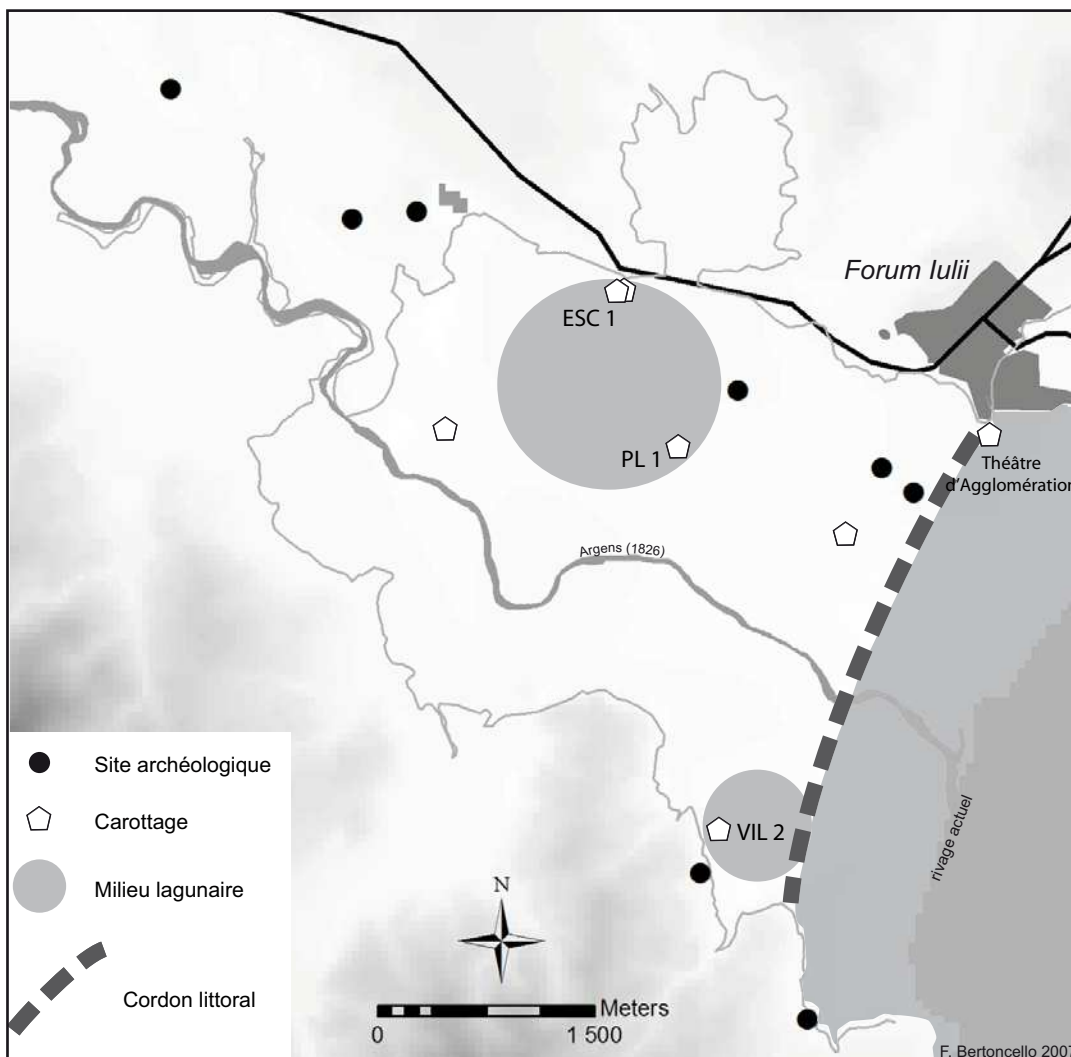 Forum Iulii
ESC 1
PL 1
Théâtre
d'Agglomération
Argens (1826)
VIL 2
rivage actuel
Site archéologique
Carottage
Milieu lagunaire
Cordon littoral
N
Meters
0 1 500
F. Bertoncello 2007